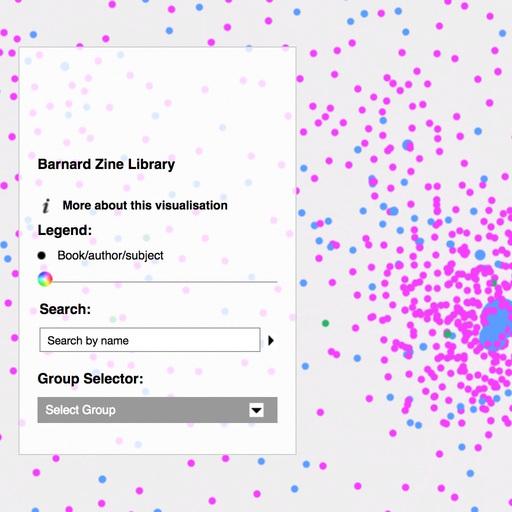 Barnard Zine Library
i More about this visualisation
Legend:
Book/author/subject
Search:
Search by name
Group Selector:
Select Group